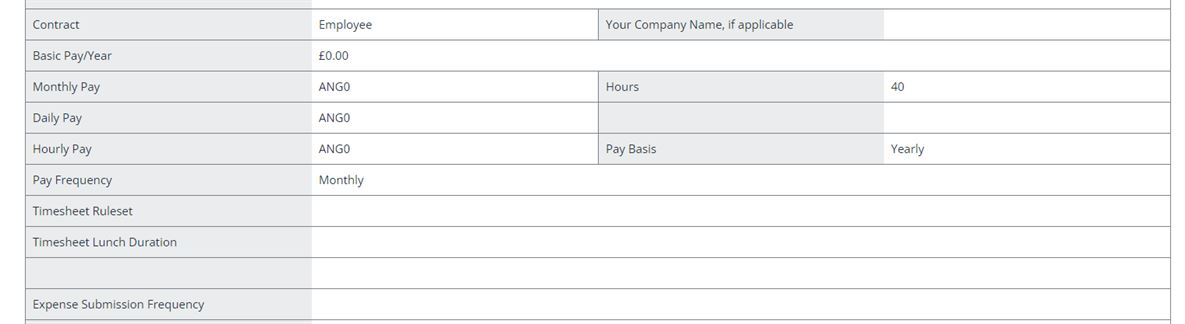 Contract Employee Your Company Name, if applicable
Basic Pay/Year £0.00
Monthly Pay ANG0 Hours 40
Daily Pay ANG0
Hourly Pay ANG0 Pay Basis Yearly
Pay Frequency Monthly
Timesheet Ruleset
Timesheet Lunch Duration
Expense Submission Frequency